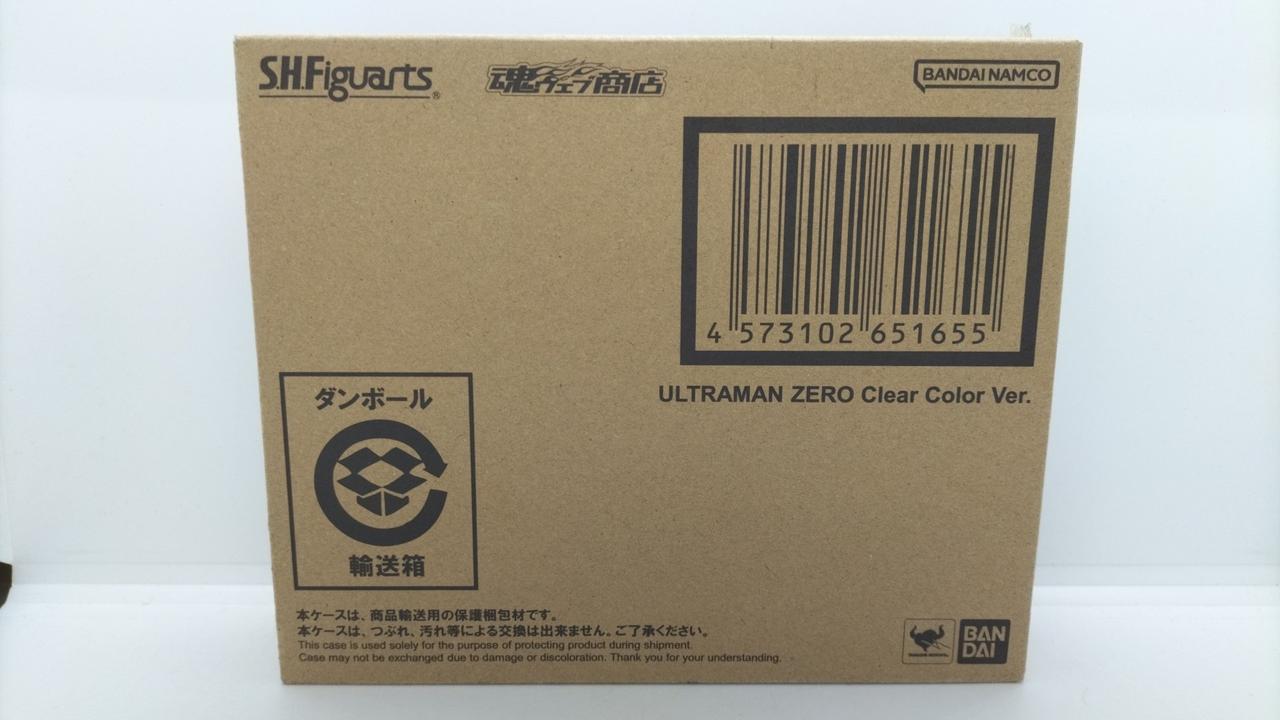 S.H.Figuarts®
魂ウェブ商店
BANDAI NAMCO
4 573102 651655
ULTRAMAN ZERO Clear Color Ver.
ダンボール
輸送箱
本ケースは、商品輸送用の保護梱包材です。
本ケースは、つぶれ、汚れ等による交換は出来ません。ご了承ください。
This case is used solely for the purpose of protecting product during shipment.
Case may not be exchanged due to damage or discoloration. Thank you for your understanding.
BAN
DAI